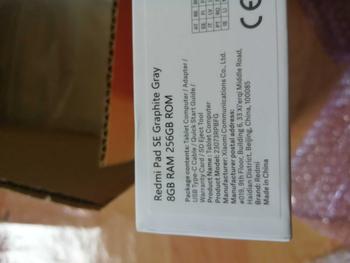 Redmi Pad SE Graphite Gray
8GB RAM 256GB ROM
Package contents: Tablet Computer / Adapter /
USB Type-C Cable / Quick Start Guide /
Warranty Card / SD Eject Tool
Product Name : Tablet Computer
Product Model: 23073RPBFG
Manufacturer: Xiaomi Communications Co., Ltd.
Manufacturer postal address:
#019, 9th Floor, Building 6, 33 Xi'erqi Middle Road,
Haidian District, Beijing, China, 100085
Brand: Redmi
Made in China
CE